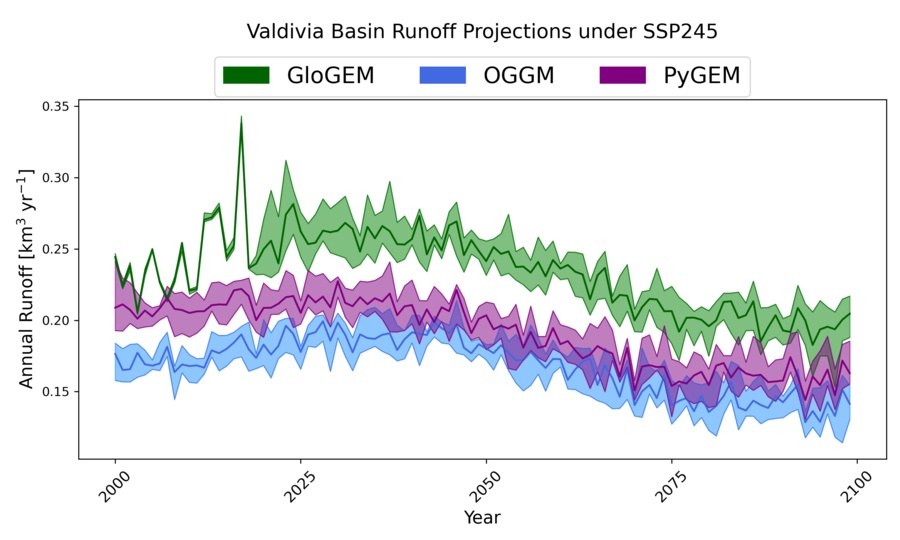 Valdivia Basin Runoff Projections under SSP245
GloGEM OGGM PyGEM
0.35
0.30
0.25
0.20
0.15
Annual Runoff [km³ yr⁻¹]
2000 2025 2050 2075 2100
Year